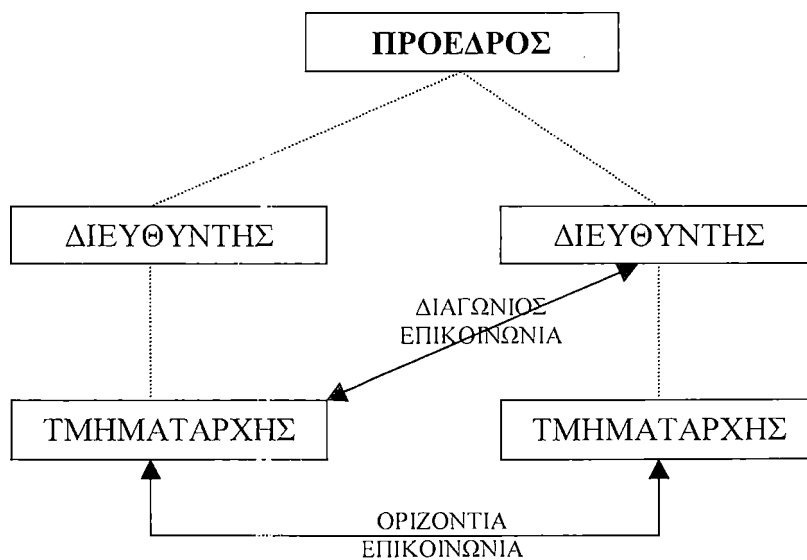 ΠΡΟΕΔΡΟΣ
ΔΙΕΥΘΥΝΤΗΣ
ΔΙΕΥΘΥΝΤΗΣ
ΔΙΑΓΩΝΙΟΣ
ΕΠΙΚΟΙΝΩΝΙΑ
ΤΜΗΜΑΤΑΡΧΗΣ
ΤΜΗΜΑΤΑΡΧΗΣ
ΟΡΙΖΟΝΤΙΑ
ΕΠΙΚΟΙΝΩΝΙΑ